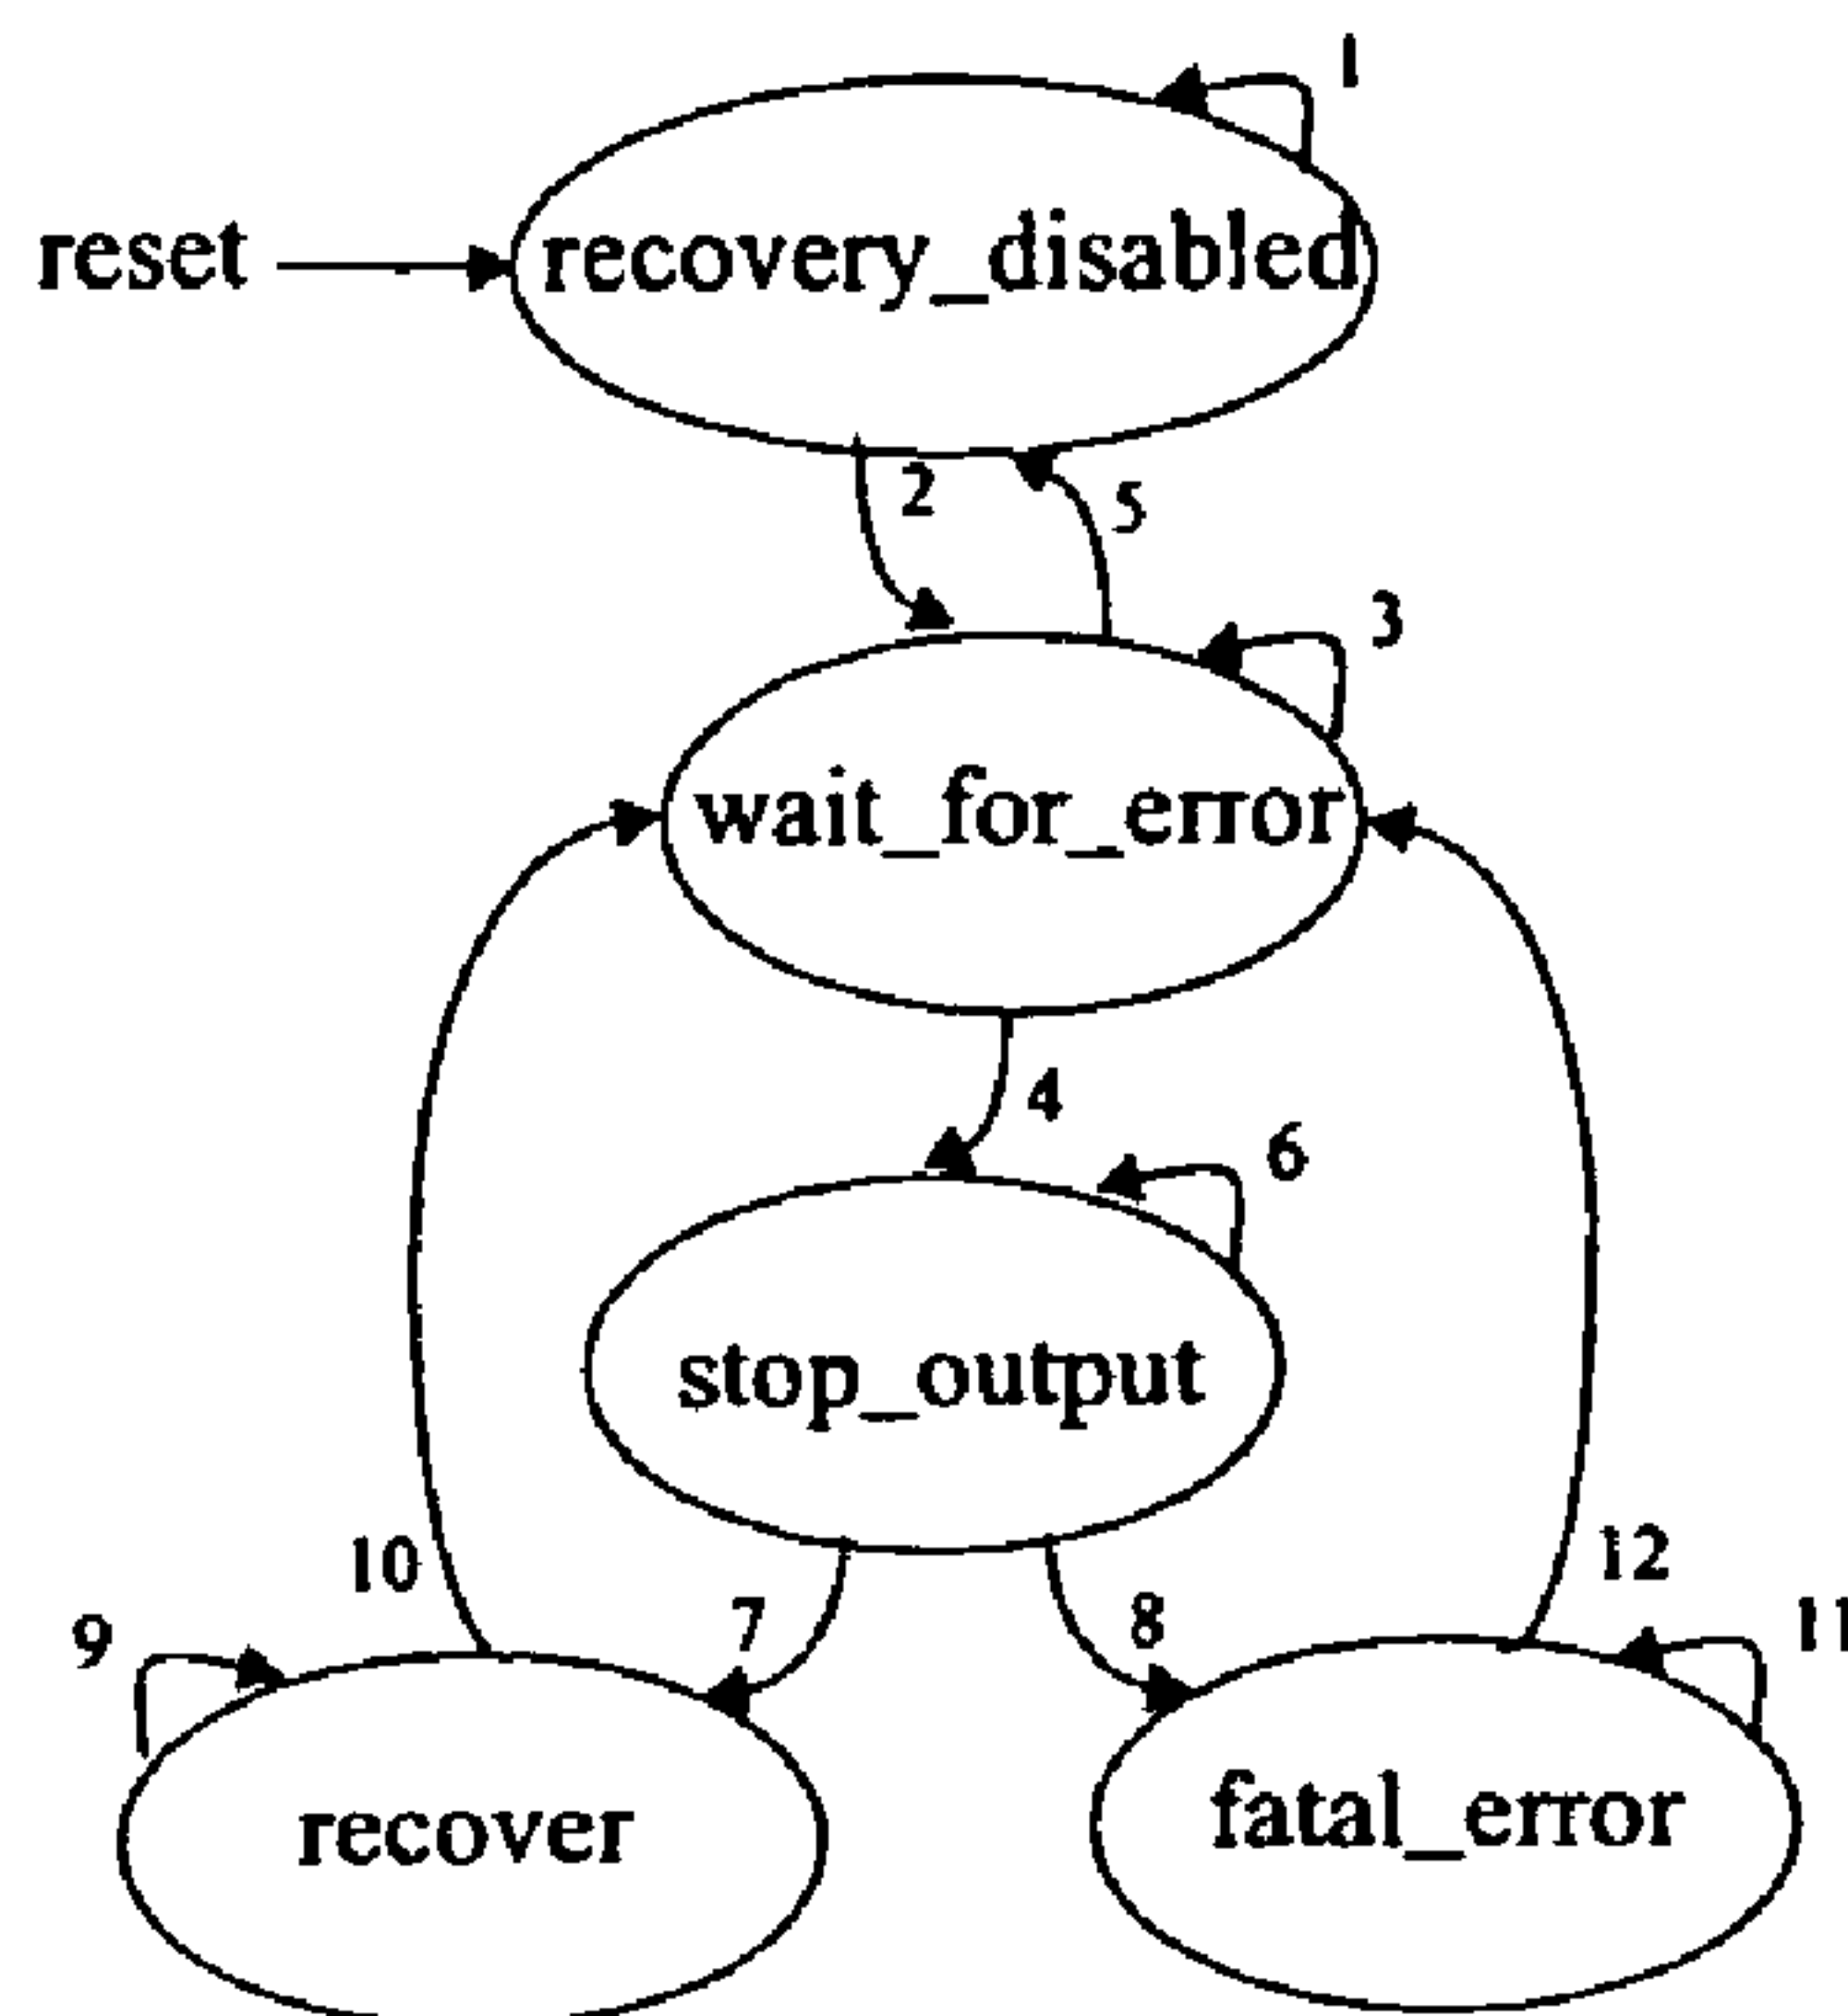 1
reset
recovery_disabled
2
5
3
wait_for_error
4
6
stop_output
10
12
9
7
8
11
recover
fatal_error